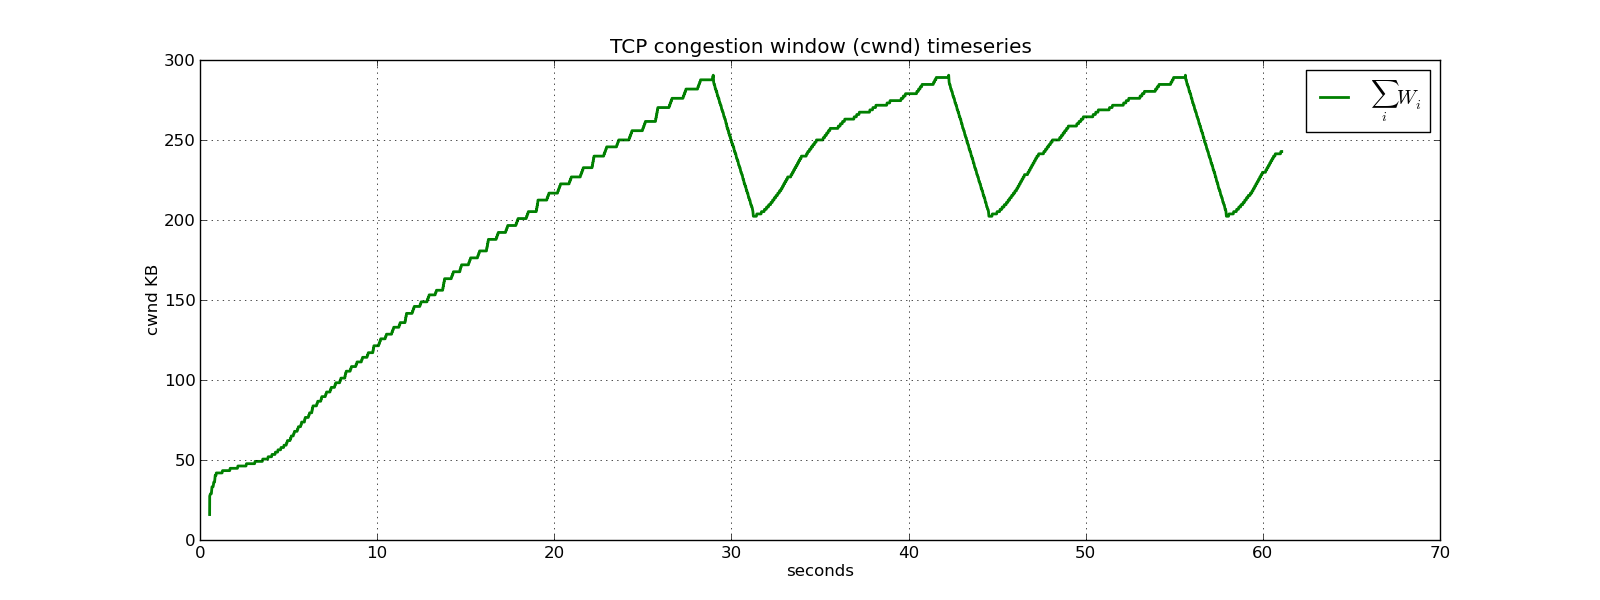 TCP congestion window (cwnd) timeseries
300
250
200
150
100
50
0
cwnd KB
0 10 20 30 40 50 60 70
seconds
∑
i
W_i